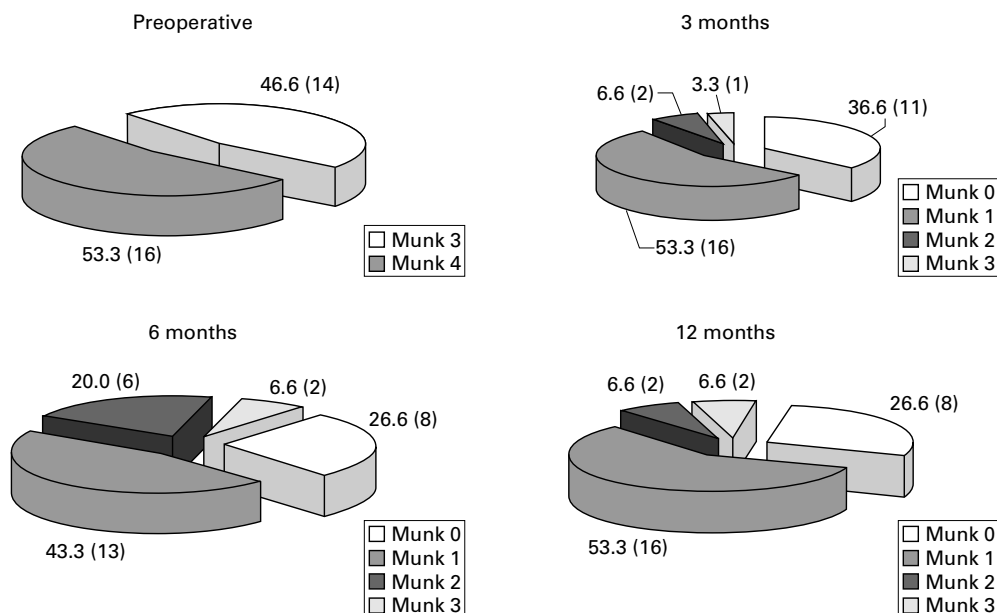 Preoperative
46.6 (14)
53.3 (16)
Munk 3
Munk 4
3 months
6.6 (2)
3.3 (1)
36.6 (11)
53.3 (16)
Munk 0
Munk 1
Munk 2
Munk 3
6 months
20.0 (6)
6.6 (2)
26.6 (8)
43.3 (13)
Munk 0
Munk 1
Munk 2
Munk 3
12 months
6.6 (2)
6.6 (2)
26.6 (8)
53.3 (16)
Munk 0
Munk 1
Munk 2
Munk 3